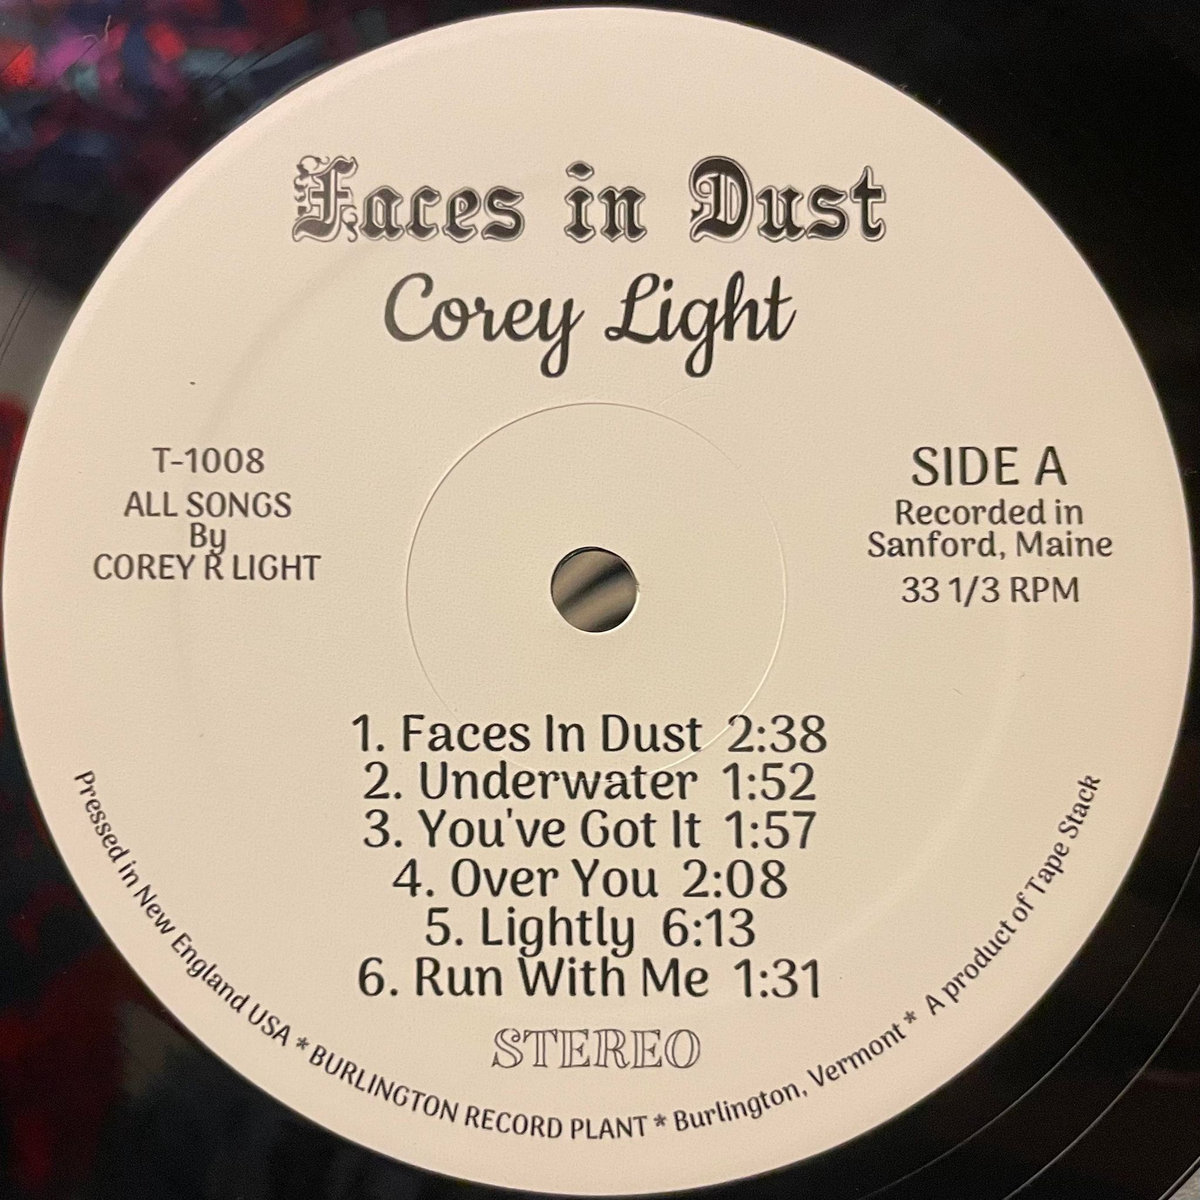 Faces in Dust
Corey Light
T-1008
ALL SONGS
By
COREY R LIGHT
SIDE A
Recorded in
Sanford, Maine
33 1/3 RPM
1. Faces In Dust 2:38
2. Underwater 1:52
3. You've Got It 1:57
4. Over You 2:08
5. Lightly 6:13
6. Run With Me 1:31
STEREO
Pressed in New England USA * BURLINGTON RECORD PLANT * Burlington, Vermont * A product of Tape Stack